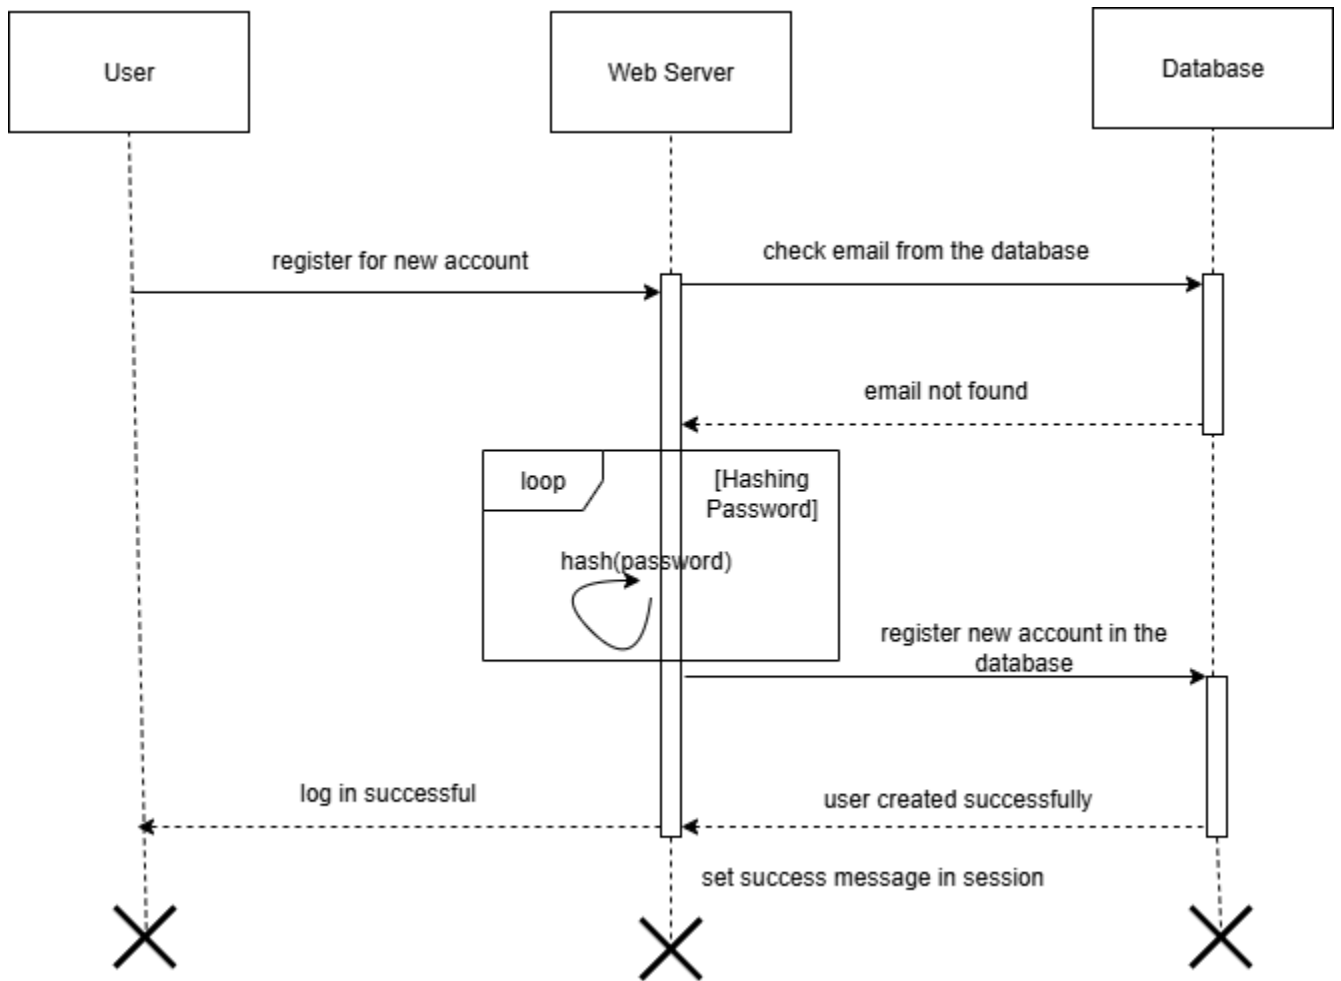 User
Web Server
Database
register for new account
check email from the database
email not found
loop
[Hashing
Password]
hash(password)
register new account in the
database
log in successful
user created successfully
set success message in session